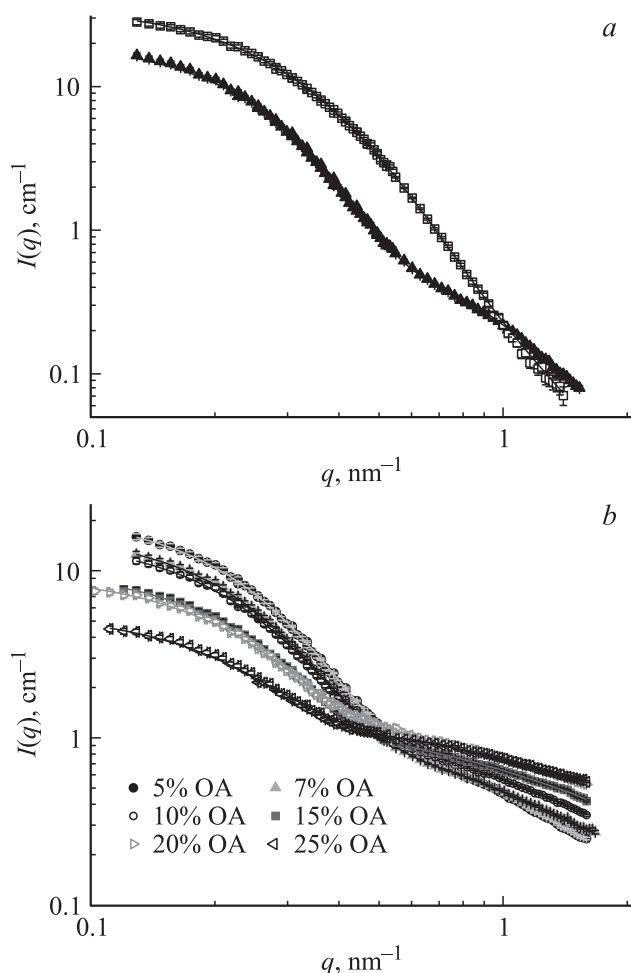 a
10
1
0.1
I(q), cm⁻¹
0.1
1
q, nm⁻¹
b
10
1
0.1
I(q), cm⁻¹
5% OA
7% OA
10% OA
15% OA
20% OA
25% OA
0.1
1
q, nm⁻¹